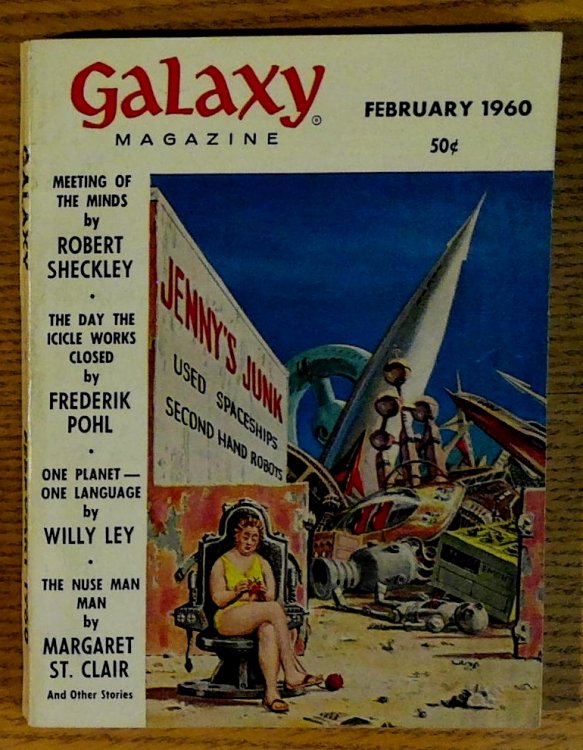 GaLaXy®
MAGAZINE
FEBRUARY 1960
50¢
MEETING OF
THE MINDS
by
ROBERT
SHECKLEY
•
THE DAY THE
ICICLE WORKS
CLOSED
by
FREDERIK
POHL
•
ONE PLANET —
ONE LANGUAGE
by
WILLY LEY
•
THE NUSE MAN
MAN
by
MARGARET
ST. CLAIR
And Other Stories
JENNY'S JUNK
USED SPACESHIPS
SECOND HAND ROBOTS
GALAXY